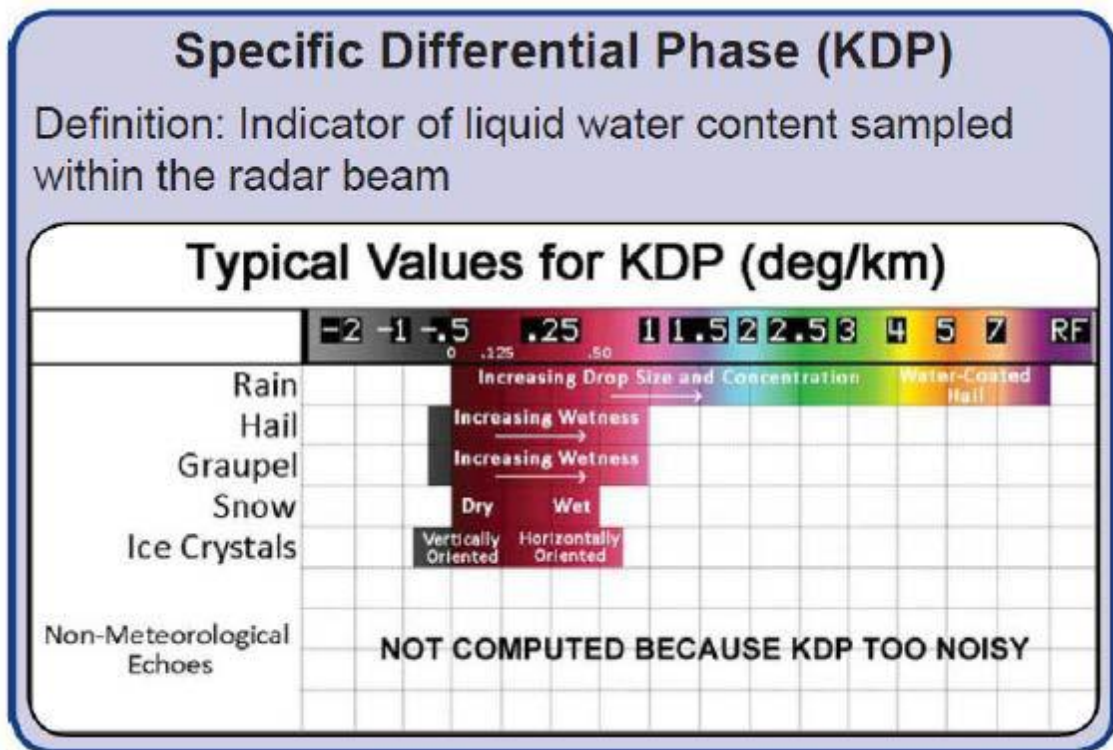 Specific Differential Phase (KDP)
Definition: Indicator of liquid water content sampled
within the radar beam
Typical Values for KDP (deg/km)
-2 -1 -.5 .25 1 1.5 2 2.5 3 4 5 7 RF
0 .125 .50
Rain Increasing Drop Size and Concentration Water-Coated
Hail
Hail Increasing Wetness
Graupel Increasing Wetness
Snow Dry Wet
Ice Crystals Vertically Horizontally
Oriented Oriented
Non-Meteorological
Echoes
NOT COMPUTED BECAUSE KDP TOO NOISY